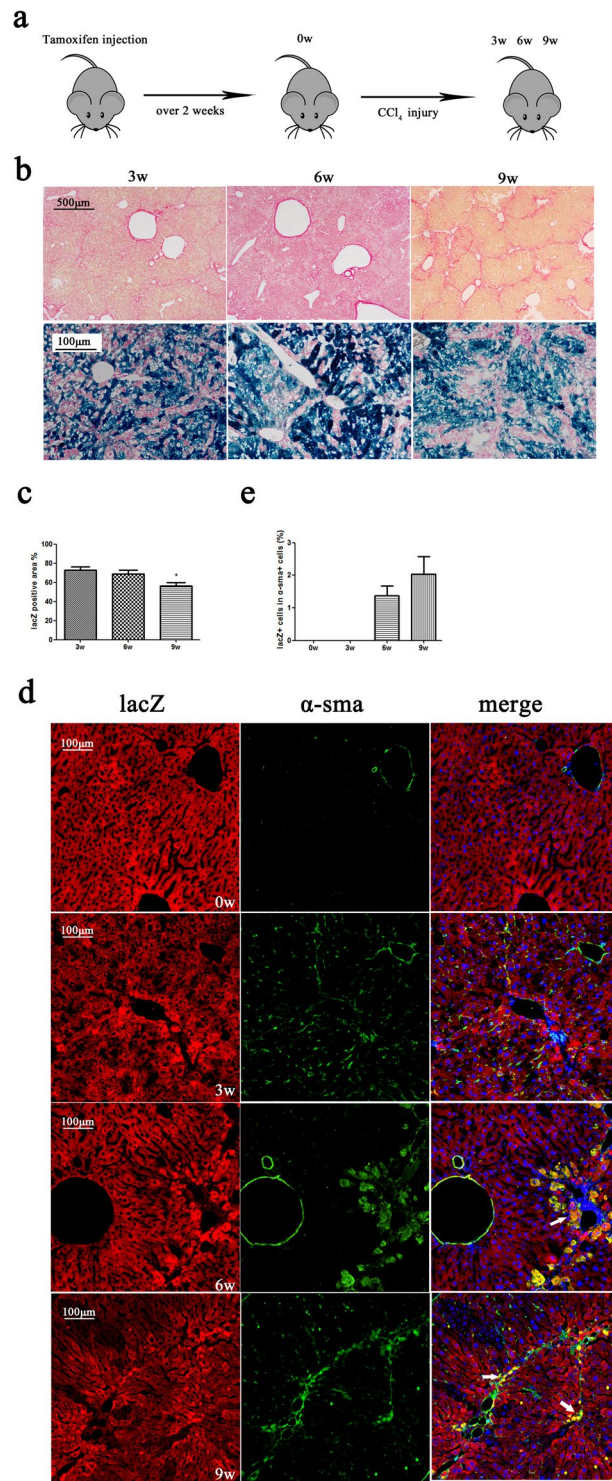 a
Tamoxifen injection
over 2 weeks
0w
CCl4 injury
3w 6w 9w
b
3w 6w 9w
500μm
100μm
c
lacZ positive area %
100
80
60
40
20
0
*
3w 6w 9w
e
lacZ+ cells in α-sma+ cells (%)
3
2
1
0
0w 3w 6w 9w
d
lacZ α-sma merge
100μm
0w
100μm
3w
100μm
6w
100μm
9w